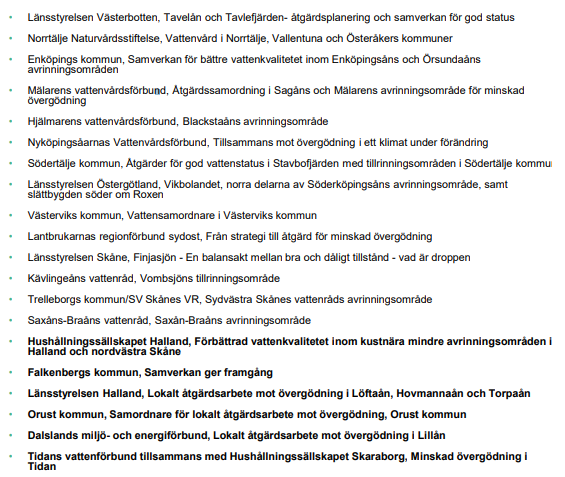 • Länsstyrelsen Västerbotten, Tavelån och Tavlefjärden- åtgärdsplanering och samverkan för god status
• Norrtälje Naturvårdsstiftelse, Vattenvård i Norrtälje, Vallentuna och Österåkers kommuner
• Enköpings kommun, Samverkan för bättre vattenkvalitetet inom Enköpingsåns och Örsundaåns
avrinningsområden
• Mälarens vattenvårdsförbund, Åtgärdssamordning i Sagåns och Mälarens avrinningsområde för minskad
övergödning
• Hjälmarens vattenvårdsförbund, Blackstaåns avrinningsområde
• Nyköpingsåarnas Vattenvårdsförbund, Tillsammans mot övergödning i ett klimat under förändring
• Södertälje kommun, Åtgärder för god vattenstatus i Stavbofjärden med tillrinningsområden i Södertälje kommu
• Länsstyrelsen Östergötland, Vikbolandet, norra delarna av Söderköpingsåns avrinningsområde, samt
slättbygden söder om Roxen
• Västerviks kommun, Vattensamordnare i Västerviks kommun
• Lantbrukarnas regionförbund sydost, Från strategi till åtgärd för minskad övergödning
• Länsstyrelsen Skåne, Finjasjön - En balansakt mellan bra och dåligt tillstånd - vad är droppen
• Kävlingeåns vattenråd, Vombsjöns tillrinningsområde
• Trelleborgs kommun/SV Skånes VR, Sydvästra Skånes vattenråds avrinningsområde
• Saxåns-Braåns vattenråd, Saxån-Braåns avrinningsområde
• Hushållningssällskapet Halland, Förbättrad vattenkvalitetet inom kustnära mindre avrinningsområden i
Halland och nordvästra Skåne
• Falkenbergs kommun, Samverkan ger framgång
• Länsstyrelsen Halland, Lokalt åtgärdsarbete mot övergödning i Löftaån, Hovmannaån och Torpaån
• Orust kommun, Samordnare för lokalt åtgärdsarbete mot övergödning, Orust kommun
• Dalslands miljö- och energiförbund, Lokalt åtgärdsarbete mot övergödning i Lillån
• Tidans vattenförbund tillsammans med Hushållningssällskapet Skaraborg, Minskad övergödning i
Tidan